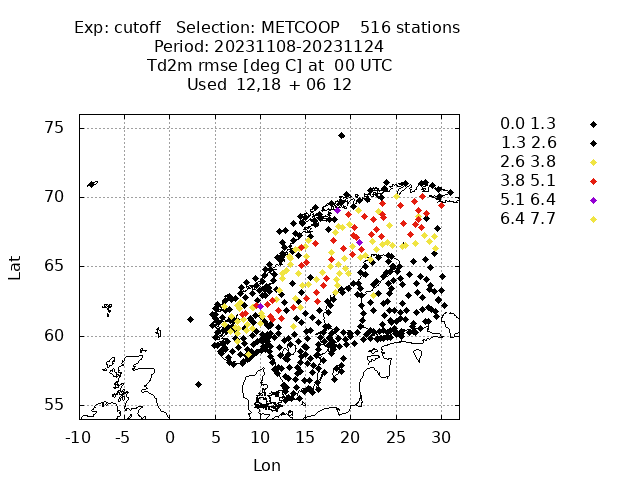 Exp: cutoff   Selection: METCOOP    516 stations
Period: 20231108-20231124
Td2m rmse [deg C] at  00 UTC
Used  12,18 + 06 12
0.0 1.3
1.3 2.6
2.6 3.8
3.8 5.1
5.1 6.4
6.4 7.7
75
70
65
60
55
Lat
-10 -5 0 5 10 15 20 25 30
Lon